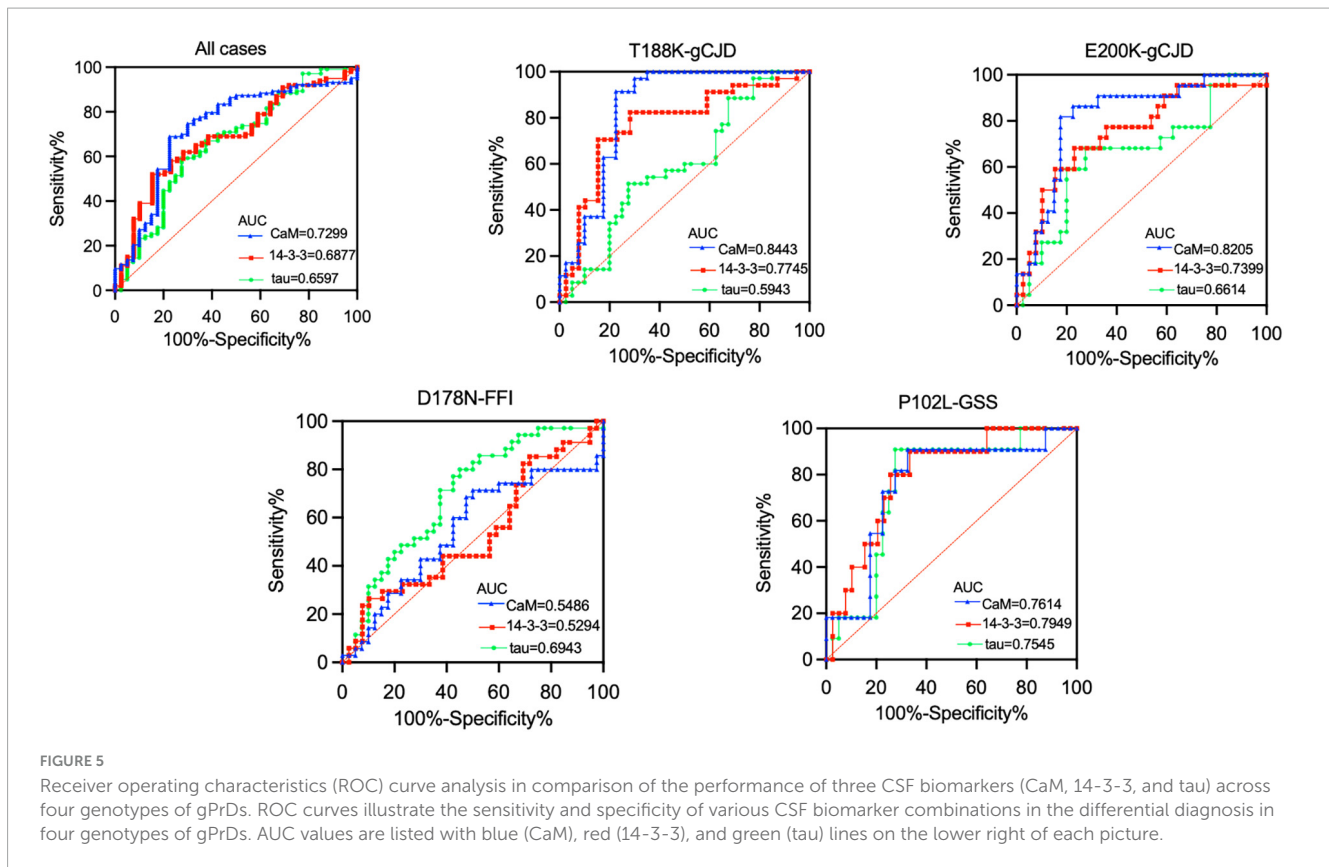 All cases
100
80
60
40
20
0
Sensitivity%
AUC
CaM=0.7299
14-3-3=0.6877
tau=0.6597
0 20 40 60 80 100
100%-Specificity%
T188K-gCJD
100
80
60
40
20
0
Sensitivity%
AUC
CaM=0.8443
14-3-3=0.7745
tau=0.5943
0 20 40 60 80 100
100%-Specificity%
E200K-gCJD
100
80
60
40
20
0
Sensitivity%
AUC
CaM=0.8205
14-3-3=0.7399
tau=0.6614
0 20 40 60 80 100
100%-Specificity%
D178N-FFI
100
80
60
40
20
0
Sensitivity%
AUC
CaM=0.5486
14-3-3=0.5294
tau=0.6943
0 20 40 60 80 100
100%-Specificity%
P102L-GSS
100
80
60
40
20
0
Sensitivity%
AUC
CaM=0.7614
14-3-3=0.7949
tau=0.7545
0 20 40 60 80 100
100%-Specificity%
FIGURE 5
Receiver operating characteristics (ROC) curve analysis in comparison of the performance of three CSF biomarkers (CaM, 14-3-3, and tau) across
four genotypes of gPrDs. ROC curves illustrate the sensitivity and specificity of various CSF biomarker combinations in the differential diagnosis in
four genotypes of gPrDs. AUC values are listed with blue (CaM), red (14-3-3), and green (tau) lines on the lower right of each picture.